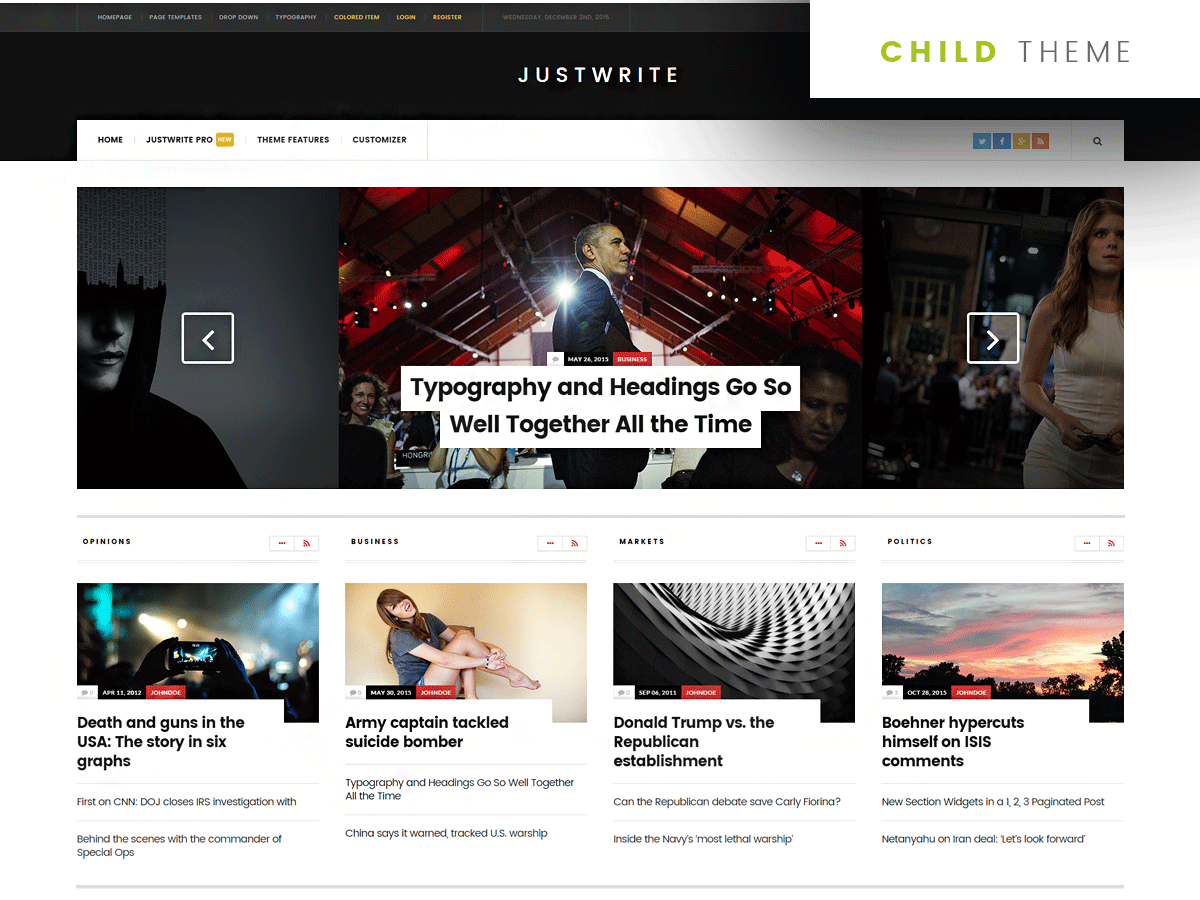 HOMEPAGE PAGE TEMPLATES DROP DOWN TYPOGRAPHY COLORED ITEM LOGIN REGISTER WEDNESDAY, DECEMBER 2ND, 2015
CHILD THEME
JUSTWRITE
HOME JUSTWRITE PRO NEW THEME FEATURES CUSTOMIZER
MAY 26, 2015 BUSINESS
Typography and Headings Go So
Well Together All the Time
HONGRI
OPINIONS
BUSINESS
MARKETS
POLITICS
0 APR 11, 2012 JOHNDOE
Death and guns in the
USA: The story in six
graphs
First on CNN: DOJ closes IRS investigation with
Behind the scenes with the commander of
Special Ops
0 MAY 30, 2015 JOHNDOE
Army captain tackled
suicide bomber
Typography and Headings Go So Well Together
All the Time
China says it warned, tracked U.S. warship
0 SEP 06, 2011 JOHNDOE
Donald Trump vs. the
Republican
establishment
Can the Republican debate save Carly Fiorina?
Inside the Navy's 'most lethal warship'
OCT 28, 2015 JOHNDOE
Boehner hypercuts
himself on ISIS
comments
New Section Widgets in a 1, 2, 3 Paginated Post
Netanyahu on Iran deal: 'Let's look forward'